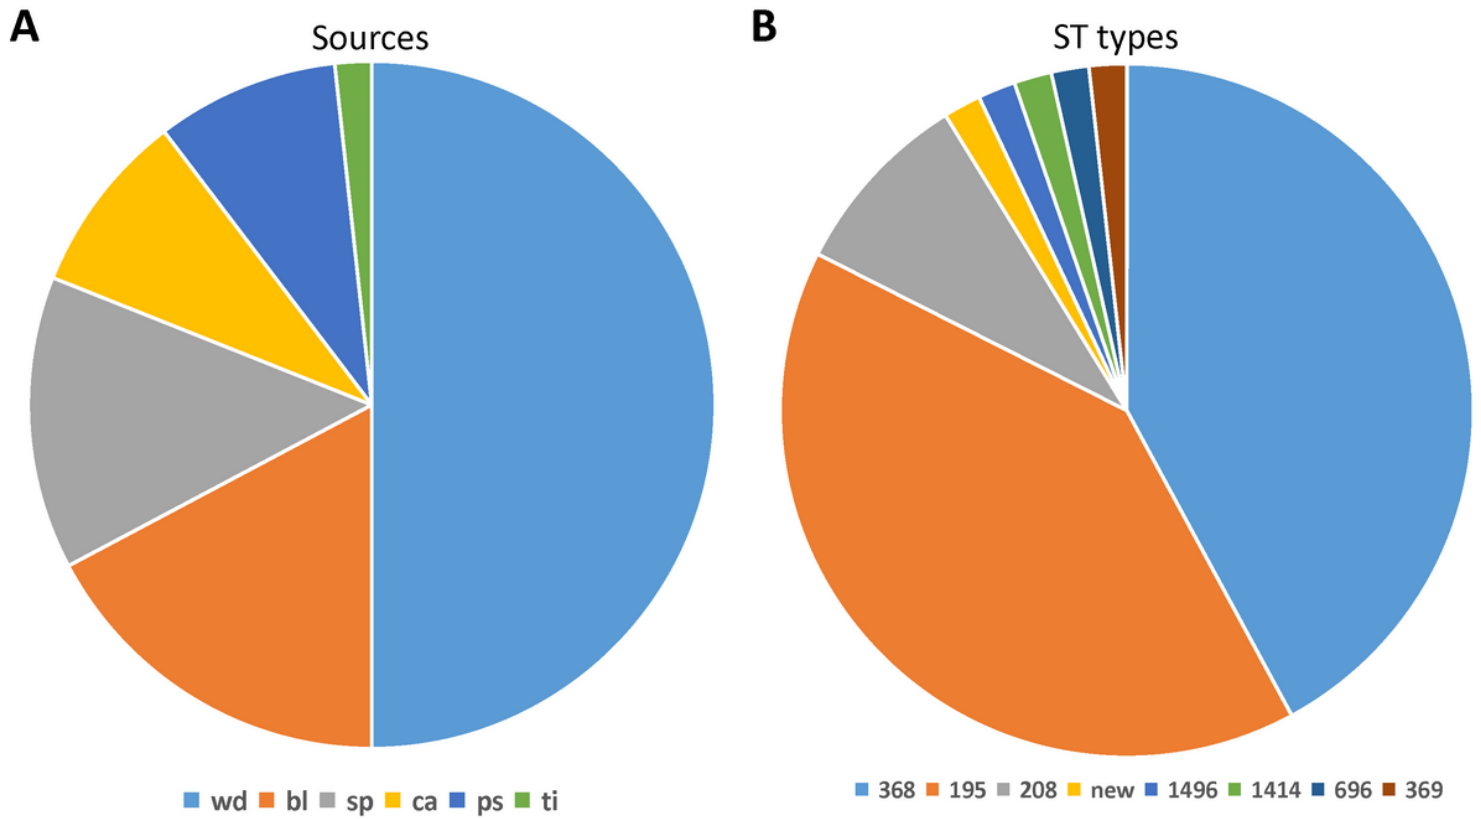 A
Sources
wd bl sp ca ps ti
B
ST types
368 195 208 new 1496 1414 696 369